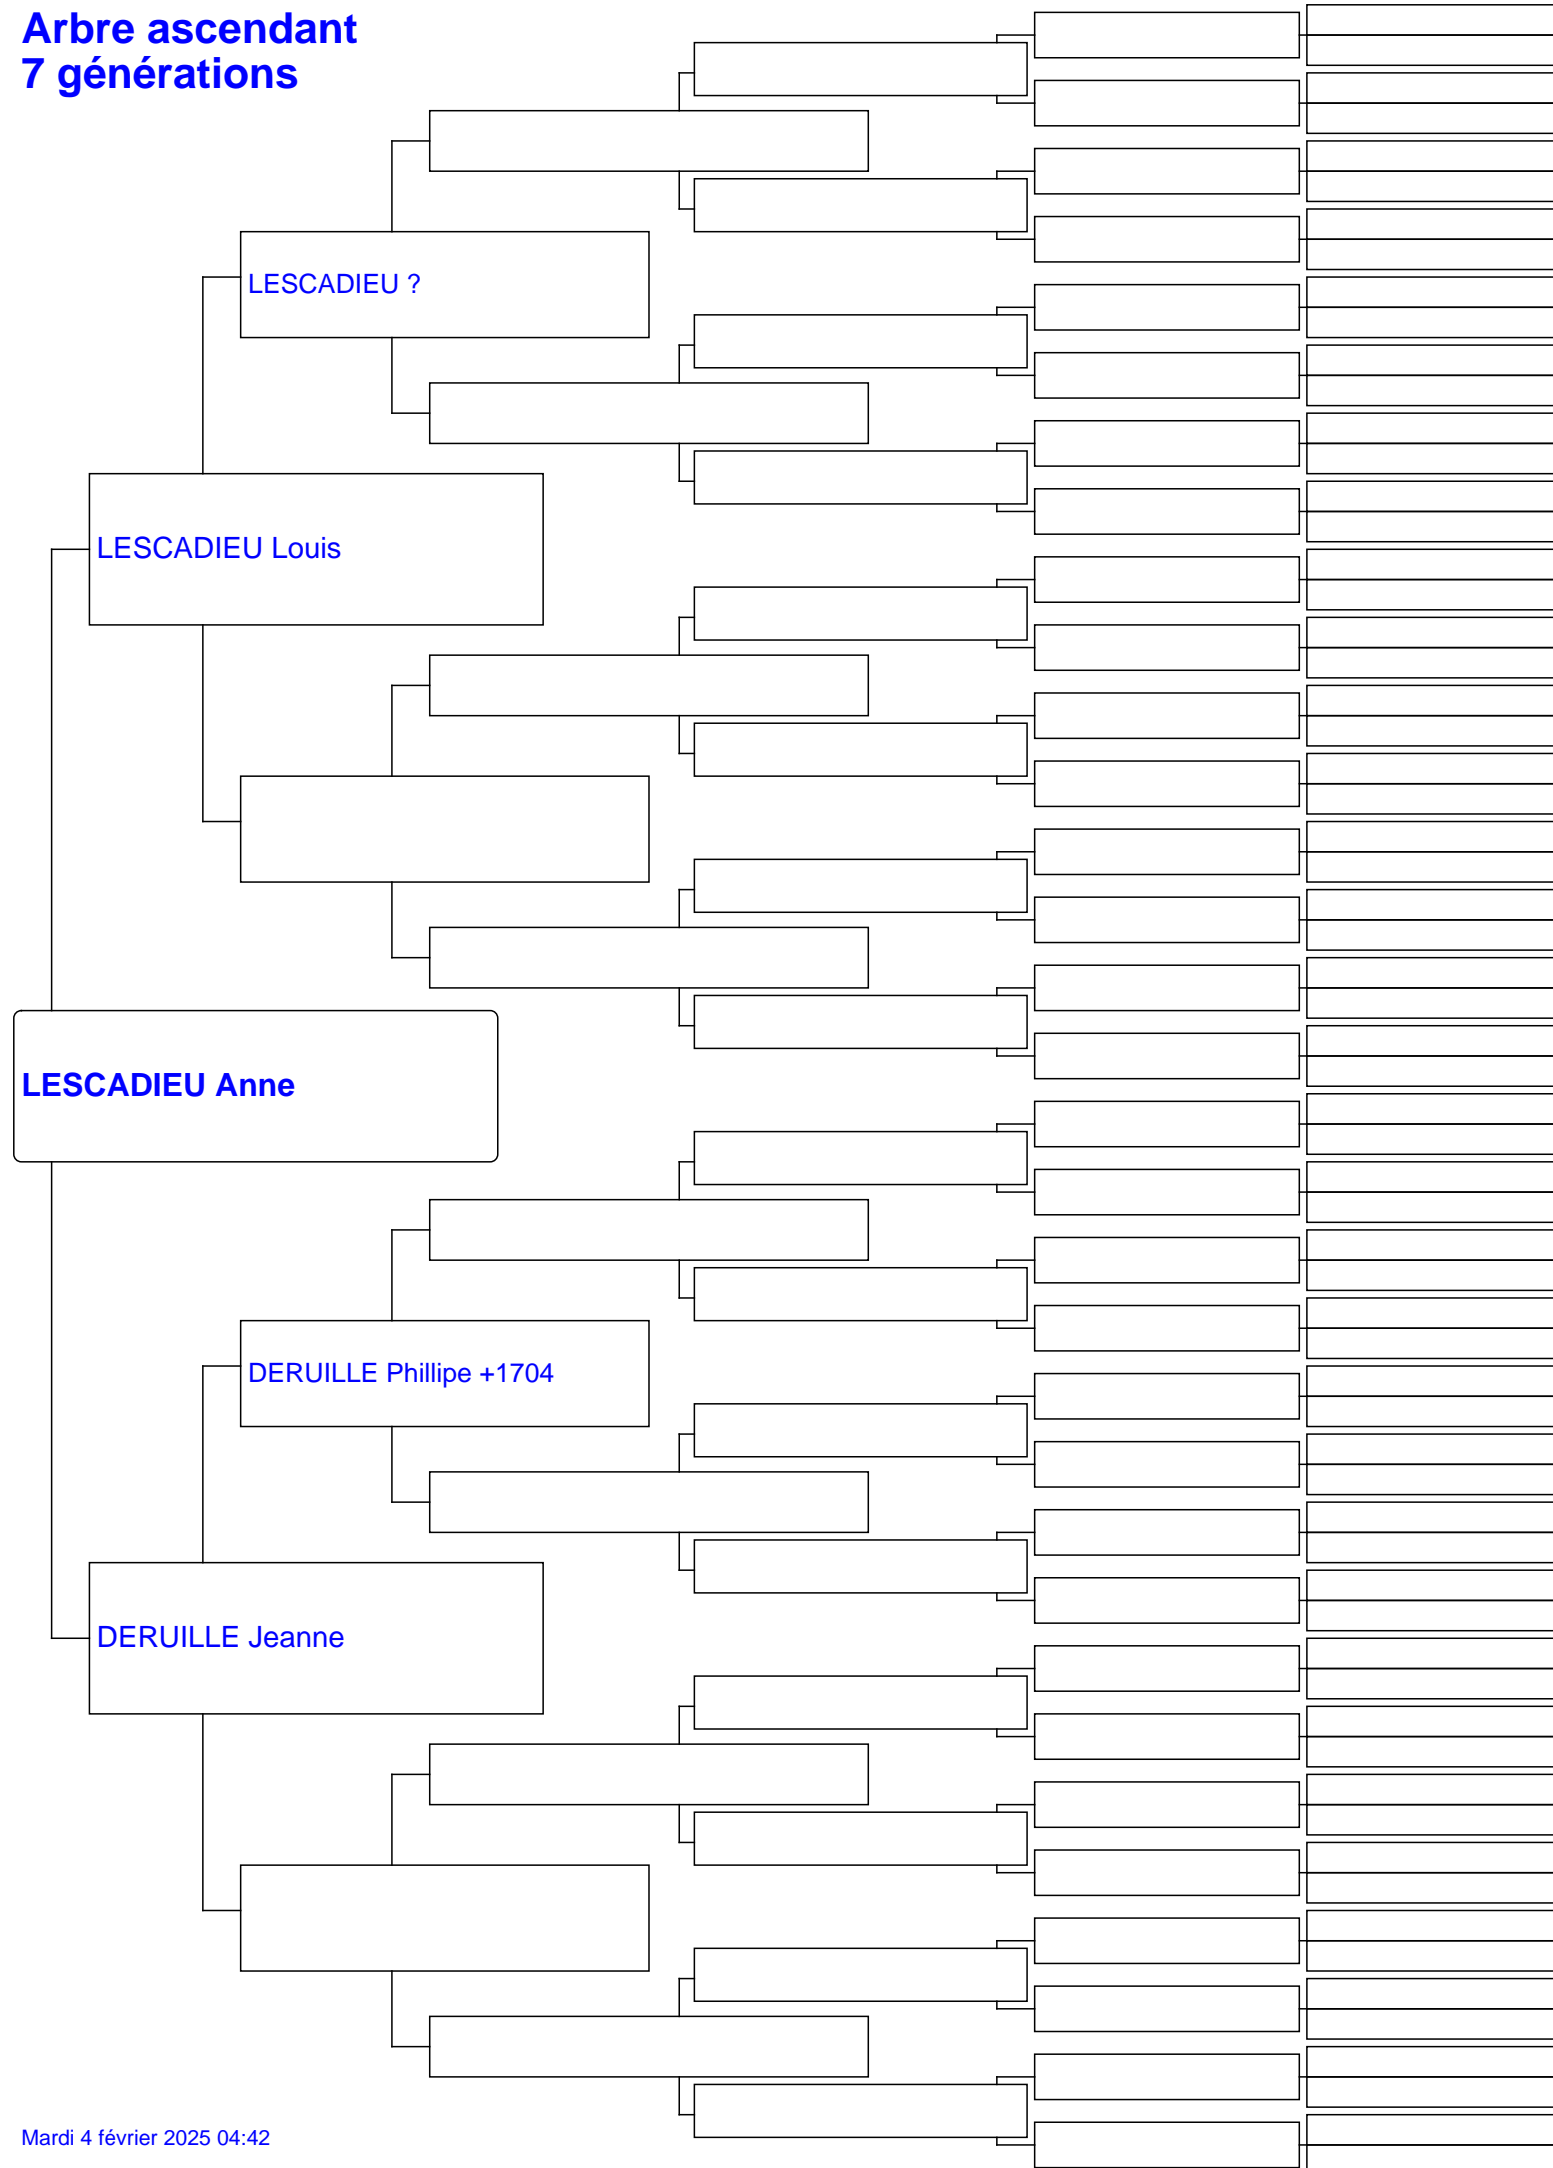 Arbre ascendant
7 générations
LESCADIEU ?
LESCADIEU Louis
LESCADIEU Anne
DERUILLE Phillipe +1704
DERUILLE Jeanne
Mardi 4 février 2025 04:42